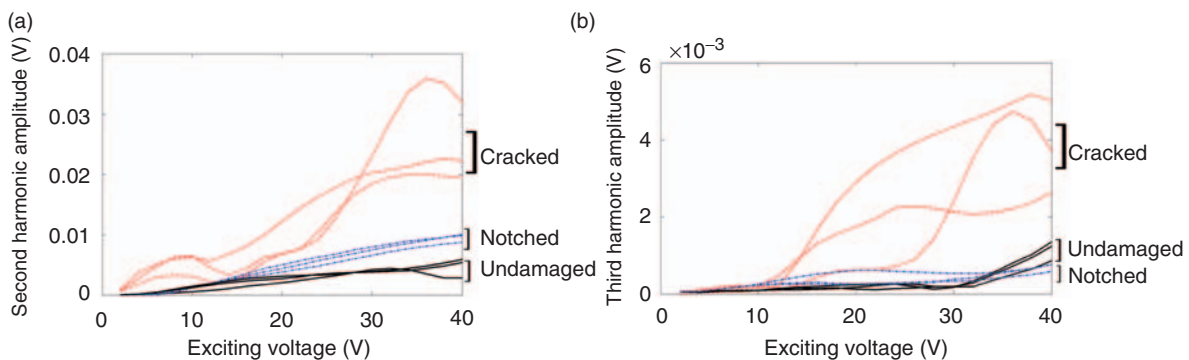 (a)
Second harmonic amplitude (V)
0.04
0.03
0.02
0.01
0
0
10
20
30
40
Exciting voltage (V)
Cracked
Notched
Undamaged
(b)
×10−3
Third harmonic amplitude (V)
6
4
2
0
0
10
20
30
40
Exciting voltage (V)
Cracked
Undamaged
Notched